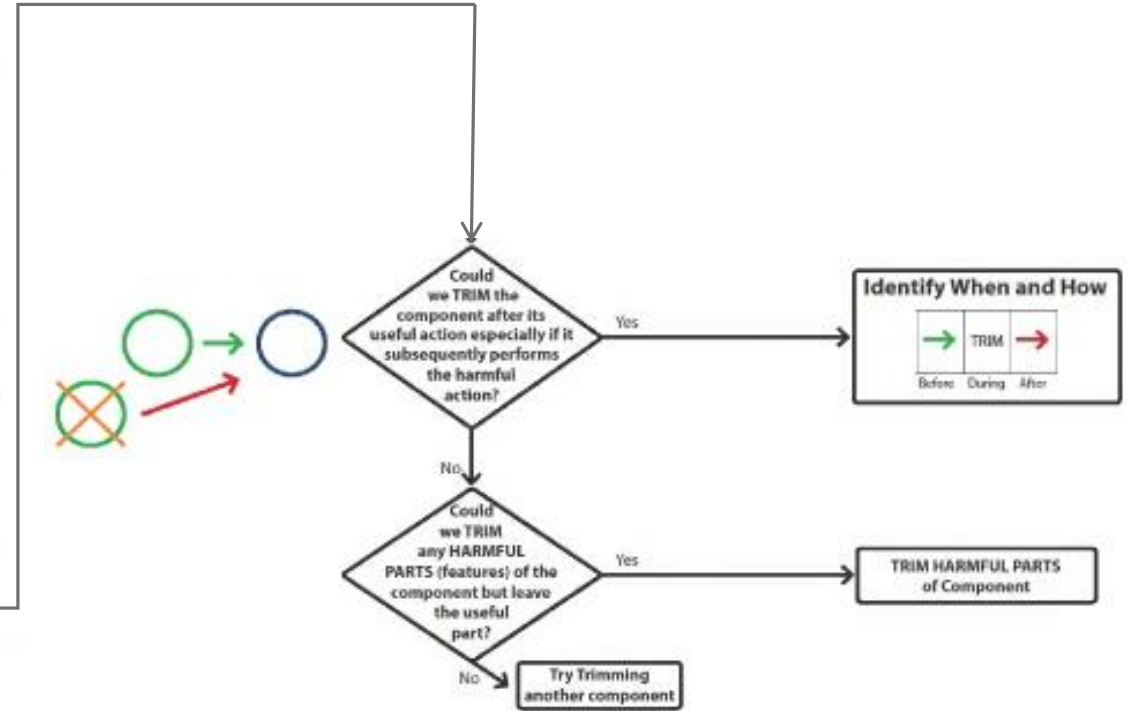 Could
we TRIM the
component after its
useful action especially if it
subsequently performs
the harmful
action?
Yes
Identify When and How
TRIM
Before During After
No
Could
we TRIM
any HARMFUL
PARTS (features) of the
component but leave
the useful
part?
Yes
TRIM HARMFUL PARTS
of Component
No
Try Trimming
another component